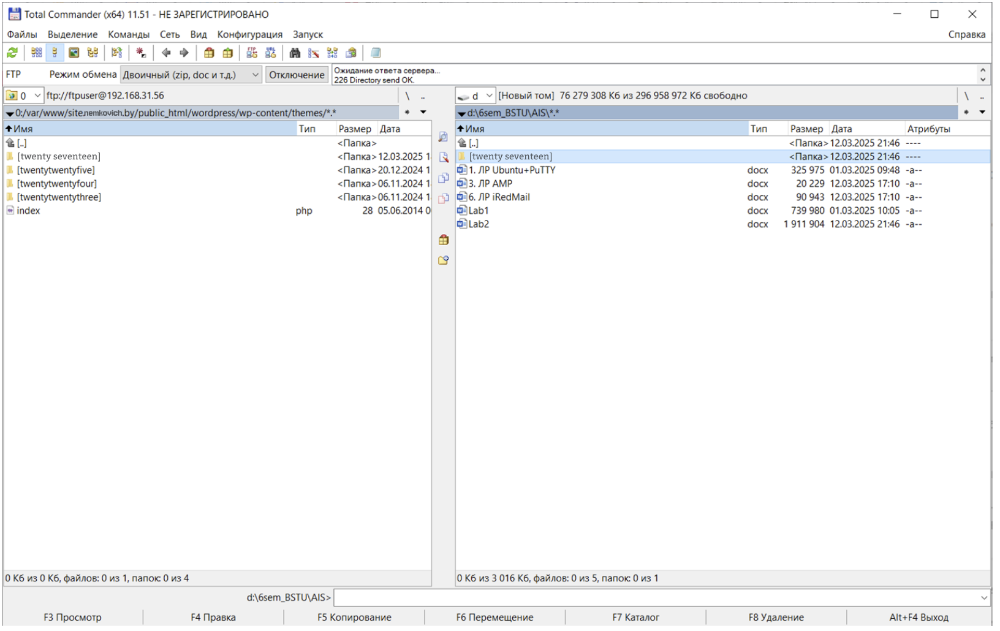 Total Commander (x64) 11.51 - НЕ ЗАРЕГИСТРИРОВАНО
Файлы Выделение Команды Сеть Вид Конфигурация Запуск Справка
FTP Режим обмена Двоичный (zip, doc и т.д.) Отключение
Ожидание ответа сервера...
226 Directory send OK.
0 ftp://ftpuser@192.168.31.56 \ ..
0:/var/www/siteлemkovich.by/public_html/wordpress/wp-content/themes/*.* *
Имя Тип Размер Дата
[..] <Папка>
[twenty seventeen] <Папка> 12.03.2025 1
[twentytwentyfive] <Папка> 20.12.2024 1
[twentytwentyfour] <Папка> 06.11.2024 1
[twentytwentythree] <Папка> 06.11.2024 1
index php 28 05.06.2014 0
0 Кб из 0 Кб, файлов: 0 из 1, папок: 0 из 4
d [Новый том] 76 279 308 Кб из 296 958 972 Кб свободно \ ..
d:\6sem_BSTU\AIS\*.* *
Имя Тип Размер Дата Атрибуты
[..] <Папка> 12.03.2025 21:46 ----
[twenty seventeen] <Папка> 12.03.2025 21:46 ----
1. ЛР Ubuntu+PuTTY docx 325 975 01.03.2025 09:48 -a--
3. ЛР AMP docx 20 229 12.03.2025 17:10 -a--
6. ЛР iRedMail docx 90 943 12.03.2025 17:10 -a--
Lab1 docx 739 980 01.03.2025 10:05 -a--
Lab2 docx 1 911 904 12.03.2025 21:46 -a--
0 Кб из 3 016 Кб, файлов: 0 из 5, папок: 0 из 1
d:\6sem_BSTU\AIS>
F3 Просмотр F4 Правка F5 Копирование F6 Перемещение F7 Каталог F8 Удаление Alt+F4 Выход